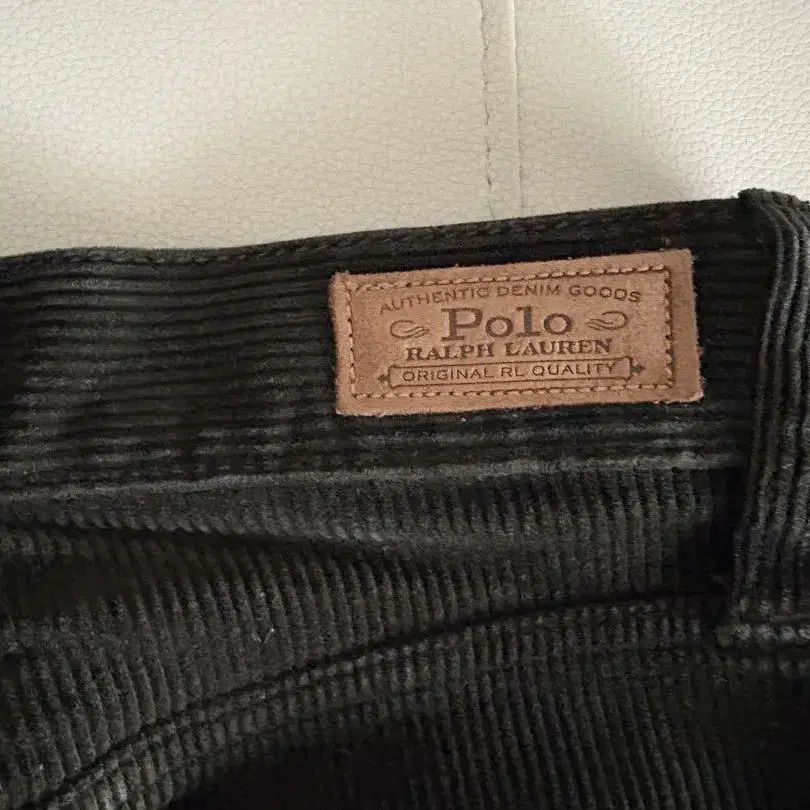 AUTHENTIC DENIM GOODS
Polo
RALPH LAUREN
ORIGINAL RL QUALITY